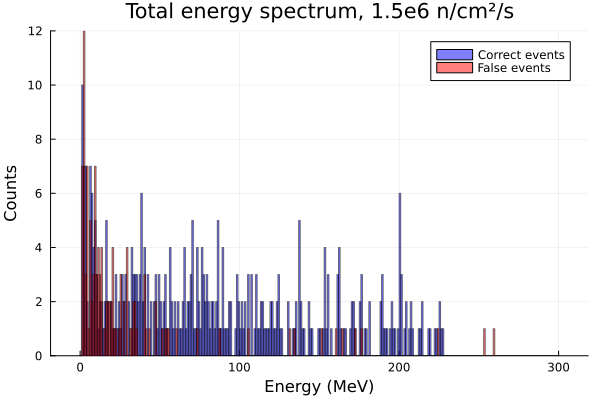 Total energy spectrum, 1.5e6 n/cm²/s
Correct events
False events
12
10
8
6
4
2
0
Counts
0 100 200 300
Energy (MeV)